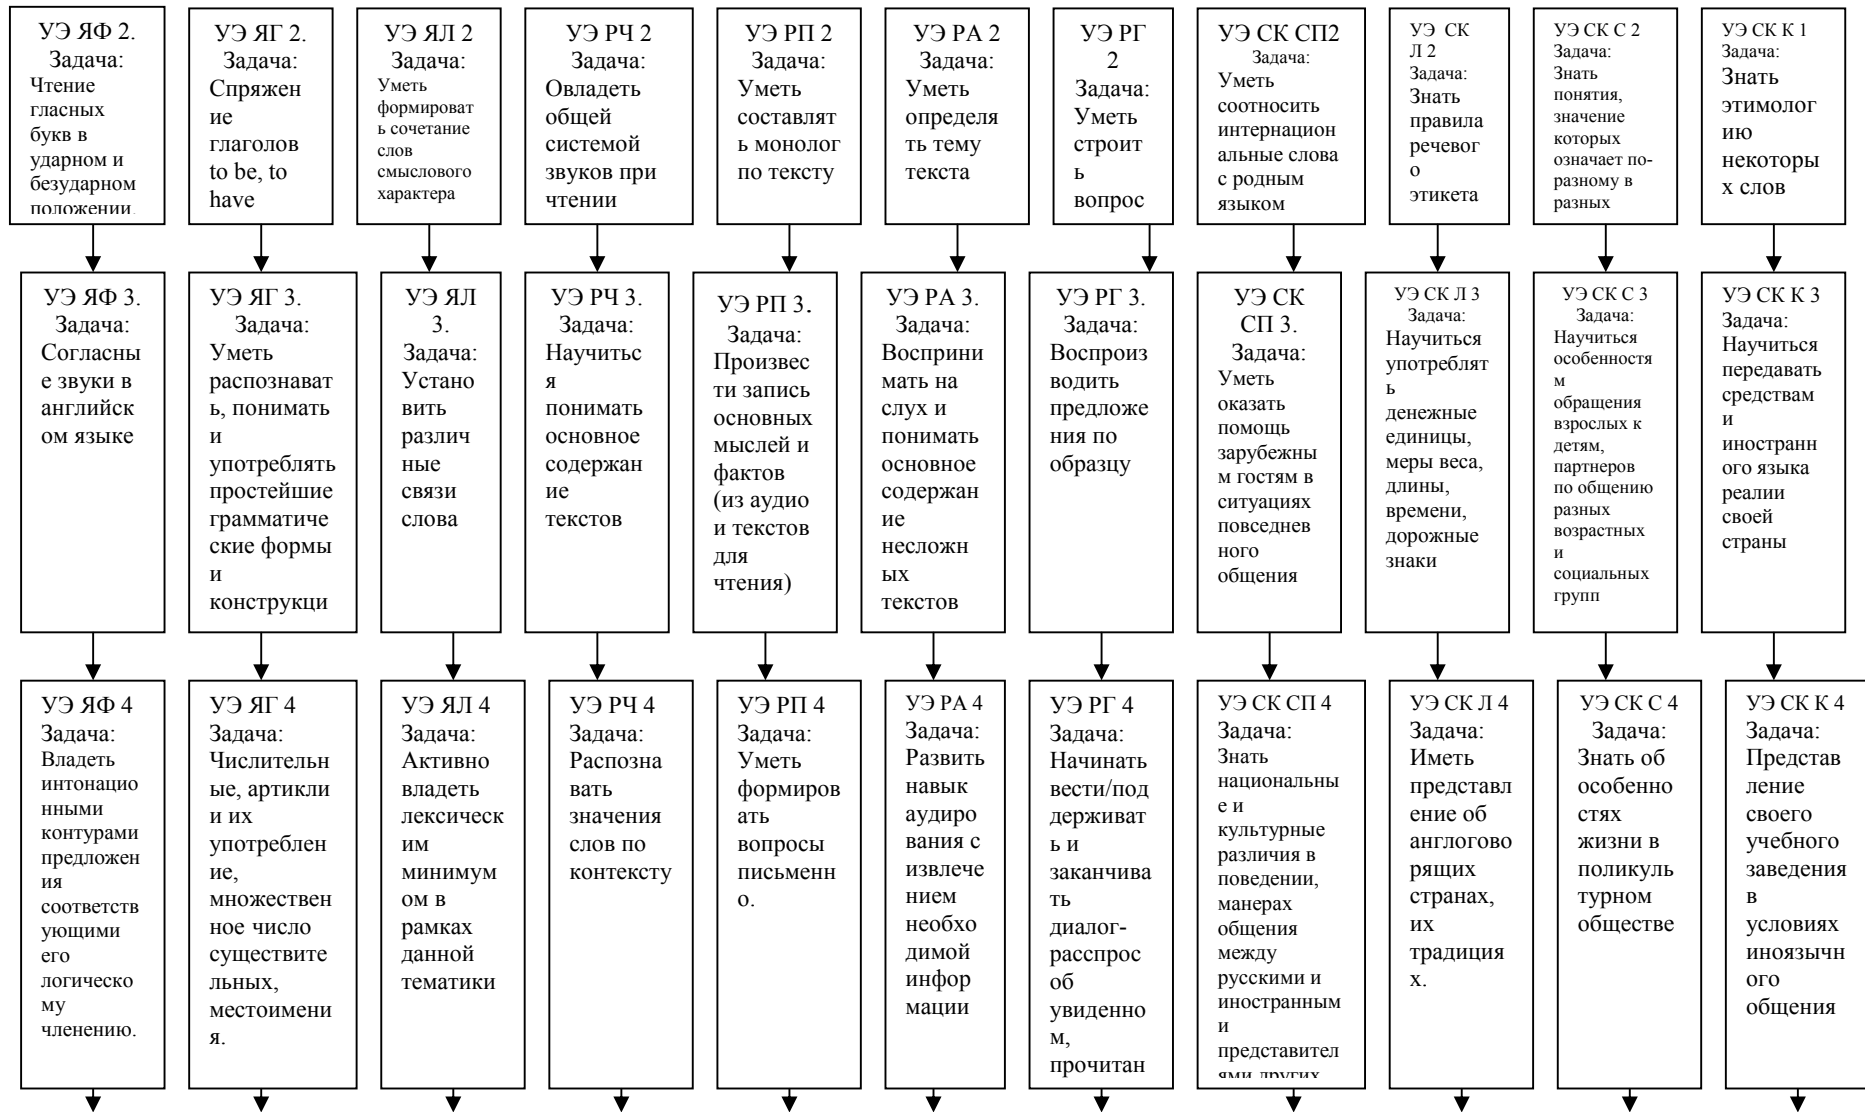 УЭ ЯФ 2.
Задача:
Чтение
гласных
букв в
ударном и
безударном
положении.
УЭ ЯГ 2.
Задача:
Спряжен
ие
глаголов
to be, to
have
УЭ ЯЛ 2
Задача:
Уметь
формироват
ь сочетание
слов
смыслового
характера
УЭ РЧ 2
Задача:
Овладеть
общей
системой
звуков при
чтении
УЭ РП 2
Задача:
Уметь
составлят
ь монолог
по тексту
УЭ РА 2
Задача:
Уметь
определя
ть тему
текста
УЭ РГ
2
Задача:
Уметь
строит
ь
вопрос
УЭ СК СП2
Задача:
Уметь
соотносить
интернацион
альные слова
с родным
языком
УЭ СК
Л 2
Задача:
Знать
правила
речевог
о
этикета
УЭ СК С 2
Задача:
Знать
понятия,
значение
которых
означает по-
разному в
разных
УЭ СК К 1
Задача:
Знать
этимолог
ию
некоторы
х слов
УЭ ЯФ 3.
Задача:
Согласны
е звуки в
английск
ом языке
УЭ ЯГ 3.
Задача:
Уметь
распознават
ь, понимать
и
употреблять
простейшие
грамматиче
ские формы
и
конструкци
УЭ ЯЛ
3.
Задача:
Устано
вить
различ
ные
связи
слова
УЭ РЧ 3.
Задача:
Научитьс
я
понимать
основное
содержан
ие
текстов
УЭ РП 3.
Задача:
Произвес
ти запись
основных
мыслей и
фактов
(из аудио
и текстов
для
чтения)
УЭ РА 3.
Задача:
Восприни
мать на
слух и
понимать
основное
содержан
ие
несложн
ых
текстов
УЭ РГ 3.
Задача:
Воспроиз
водить
предложе
ния по
образцу
УЭ СК
СП 3.
Задача:
Уметь
оказать
помощь
зарубежны
м гостям в
ситуациях
повседнев
ного
общения
УЭ СК Л 3
Задача:
Научиться
употреблят
ь
денежные
единицы,
меры веса,
длины,
времени,
дорожные
знаки
УЭ СК С 3
Задача:
Научиться
особенностя
м
обращения
взрослых к
детям,
партнеров
по общению
разных
возрастных
и
социальных
групп
УЭ СК К 3
Задача:
Научиться
передавать
средствам
и
иностранн
ого языка
реалии
своей
страны
УЭ ЯФ 4
Задача:
Владеть
интонацио
нными
контурами
предложен
ия
соответств
ующими
его
логическо
му
членению.
УЭ ЯГ 4
Задача:
Числительн
ые, артикли
и их
употреблен
ие,
множествен
ное число
существите
льных,
местоимени
я.
УЭ ЯЛ 4
Задача:
Активно
владеть
лексическ
им
минимум
ом в
рамках
данной
тематики
УЭ РЧ 4
Задача:
Распозна
вать
значения
слов по
контексту
УЭ РП 4
Задача:
Уметь
формиров
ать
вопросы
письменн
о.
УЭ РА 4
Задача:
Развить
навык
аудиро
вания с
извлече
нием
необхо
димой
инфор
мации
УЭ РГ 4
Задача:
Начинать
вести/под
держиват
ь и
заканчива
ть
диалог-
расспрос
об
увиденно
м,
прочитан
УЭ СК СП 4
Задача:
Знать
национальны
е и
культурные
различия в
поведении,
манерах
общения
между
русскими и
иностранным
и
представител
ями других
УЭ СК Л 4
Задача:
Иметь
представл
ение об
англогово
рящих
странах,
их
традиция
х.
УЭ СК С 4
Задача:
Знать об
особенно
стях
жизни в
поликуль
турном
обществе
УЭ СК К 4
Задача:
Представ
ление
своего
учебного
заведения
в
условиях
иноязычн
ого
общения